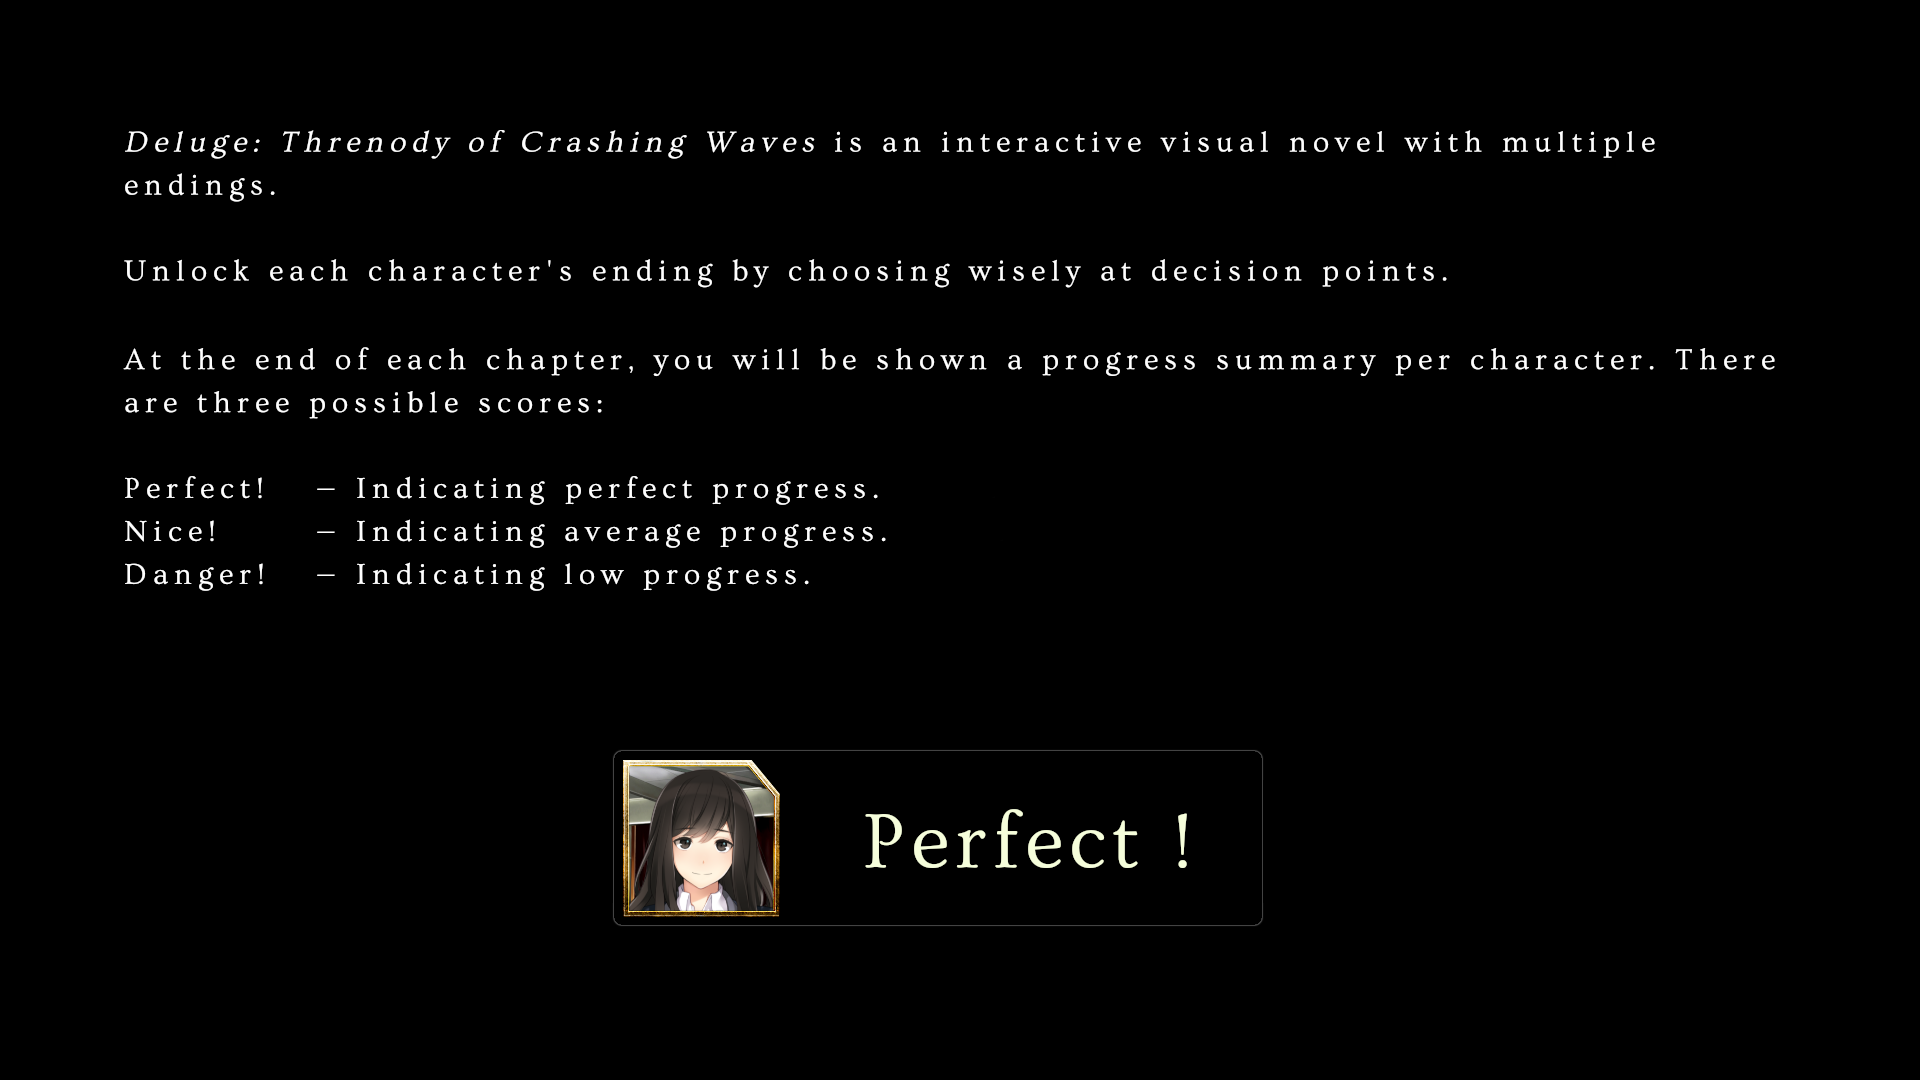 Deluge: Threnody of Crashing Waves is an interactive visual novel with multiple
endings.
Unlock each character's ending by choosing wisely at decision points.
At the end of each chapter, you will be shown a progress summary per character. There
are three possible scores:
Perfect! – Indicating perfect progress.
Nice! – Indicating average progress.
Danger! – Indicating low progress.
Perfect !